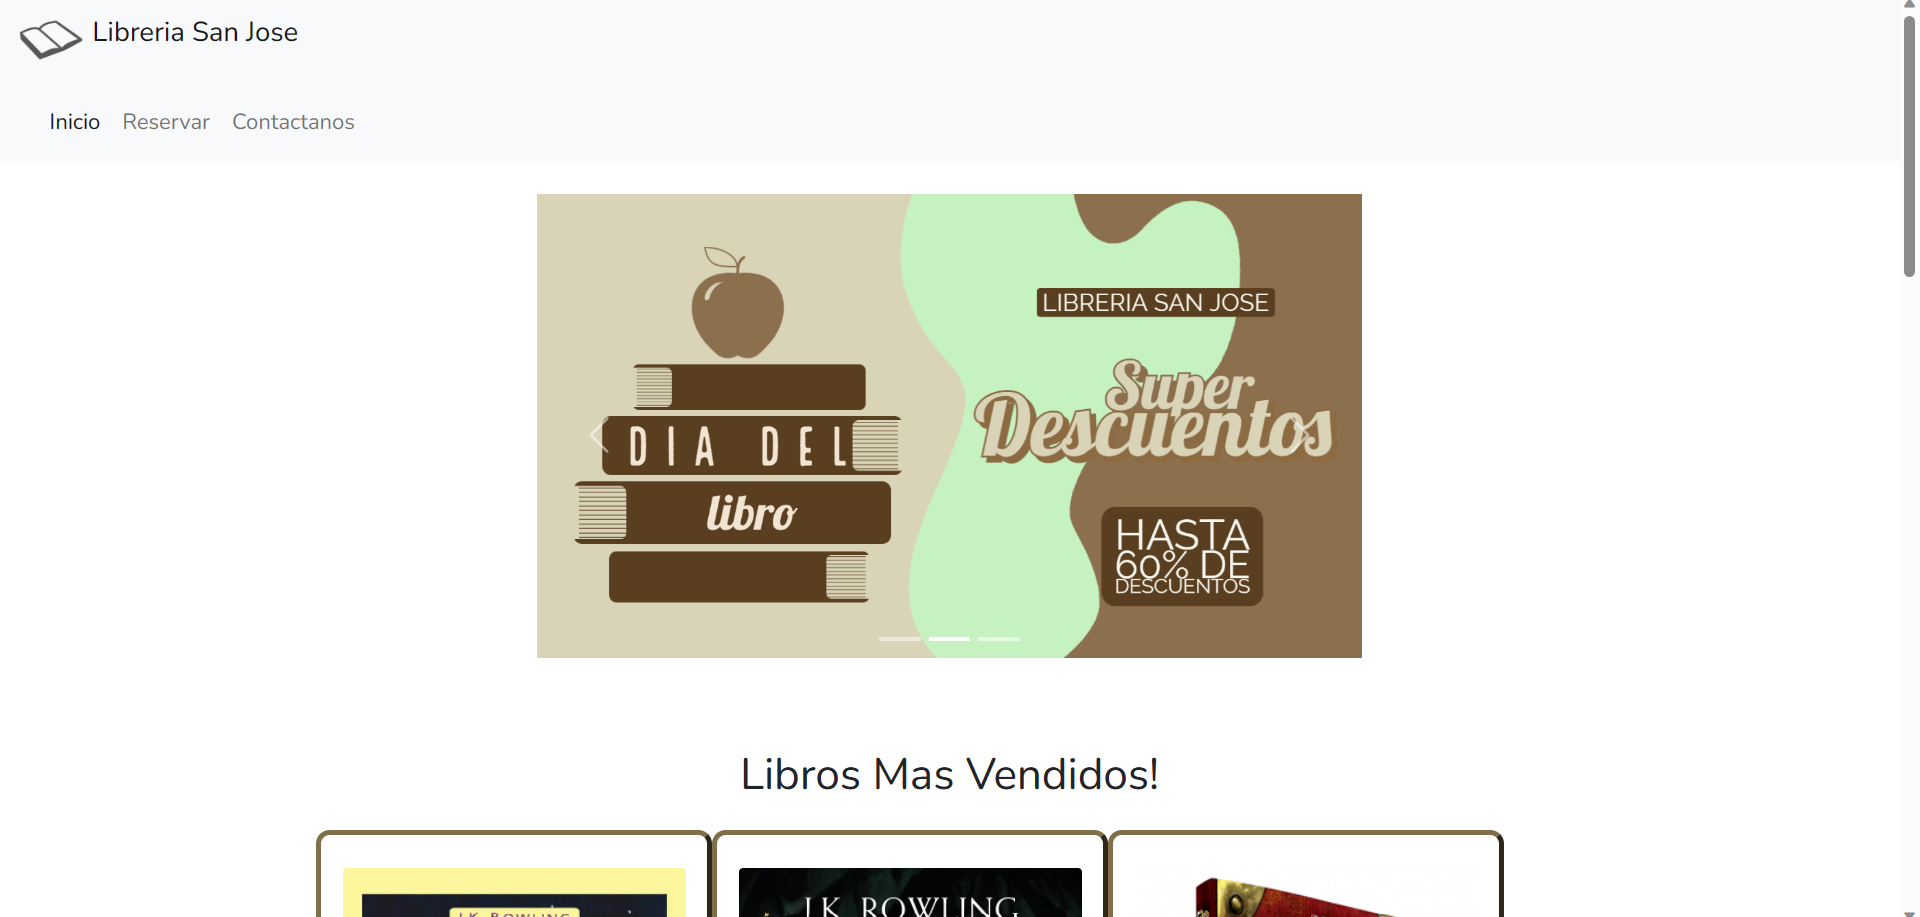 Libreria San Jose
Inicio Reservar Contactanos
DIA DEL
libro
LIBRERIA SAN JOSE
Super
Descuentos
HASTA
60% DE
DESCUENTOS
Libros Mas Vendidos!
J.K. ROWLING
J.K. ROWLING